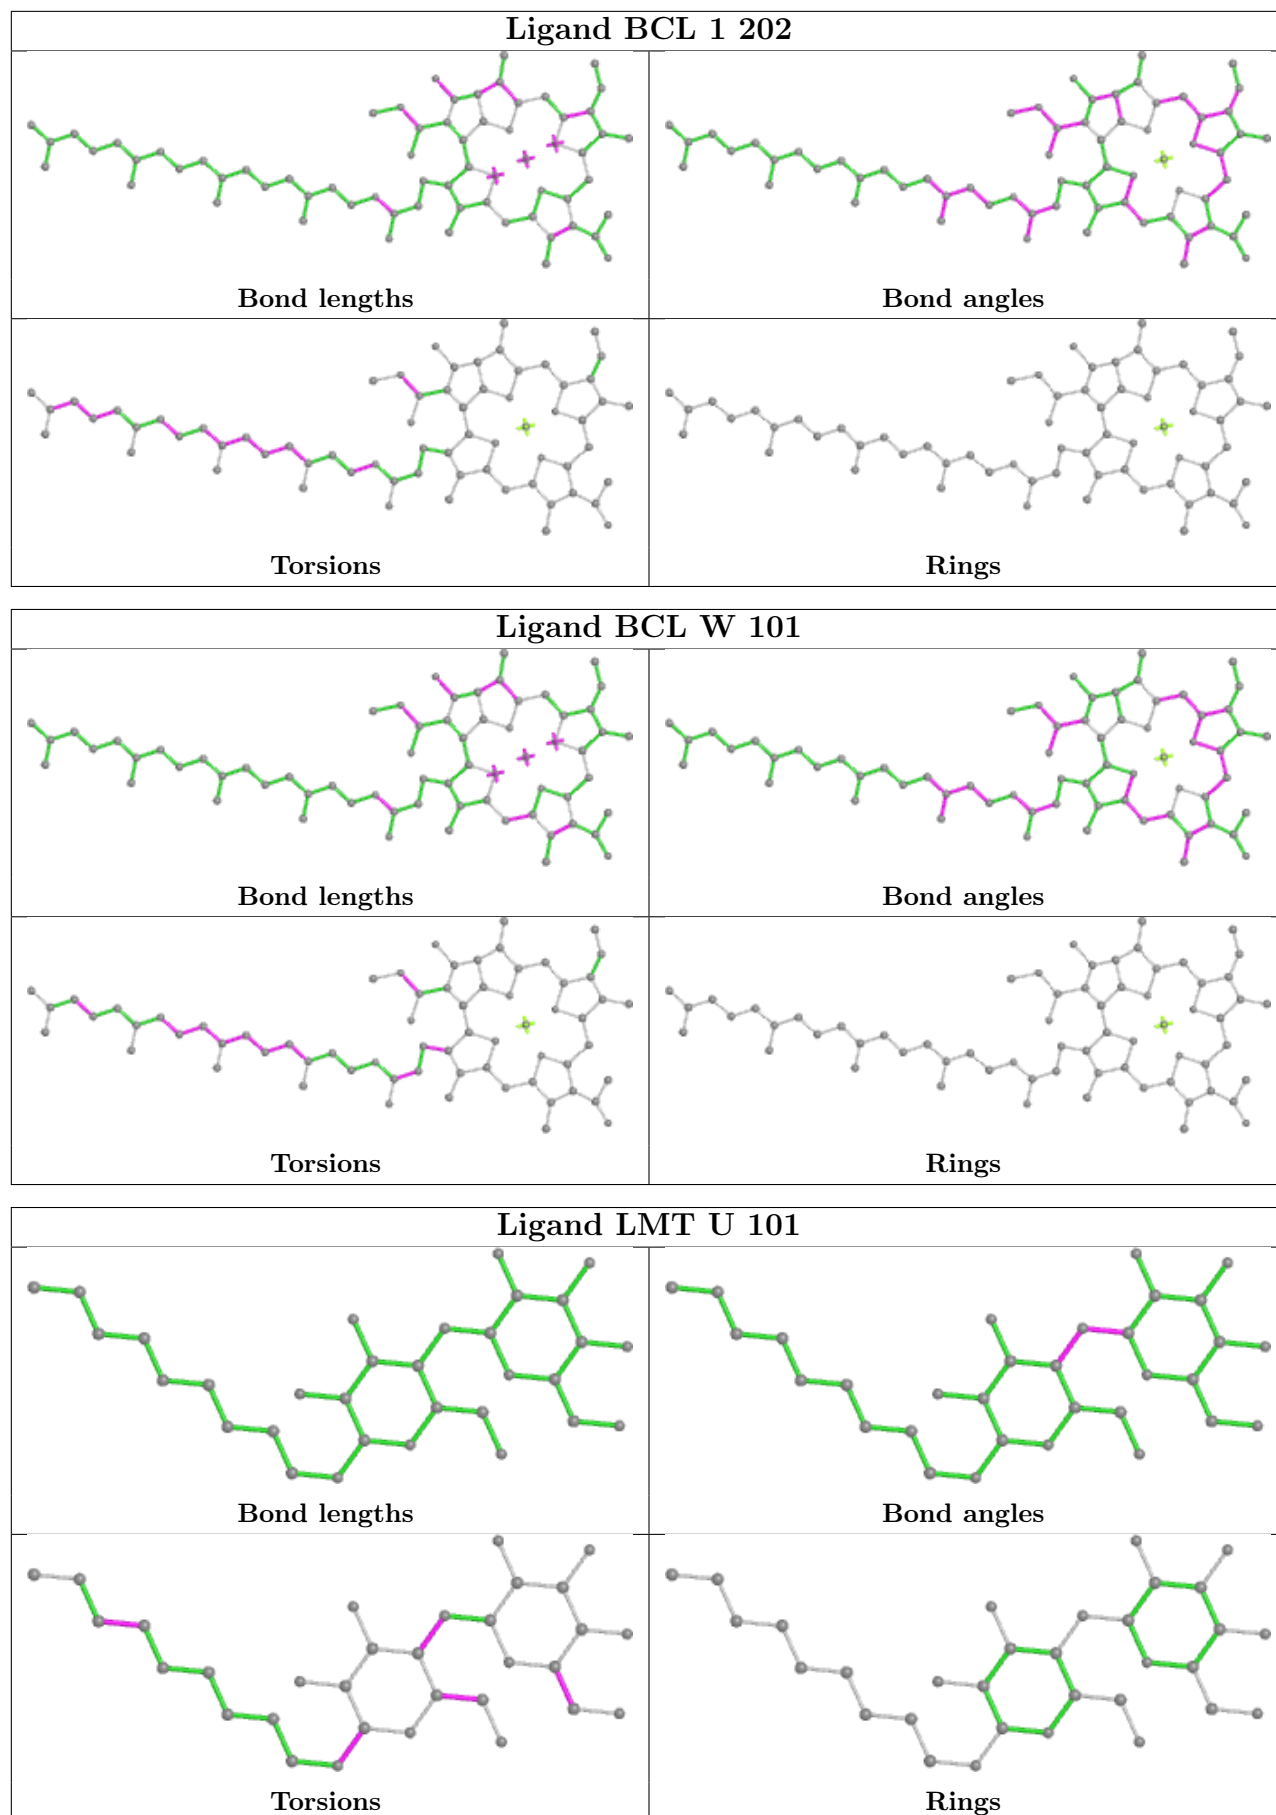 Ligand BCL 1 202
Bond lengths
Bond angles
Torsions
Rings
Ligand BCL W 101
Bond lengths
Bond angles
Torsions
Rings
Ligand LMT U 101
Bond lengths
Bond angles
Torsions
Rings